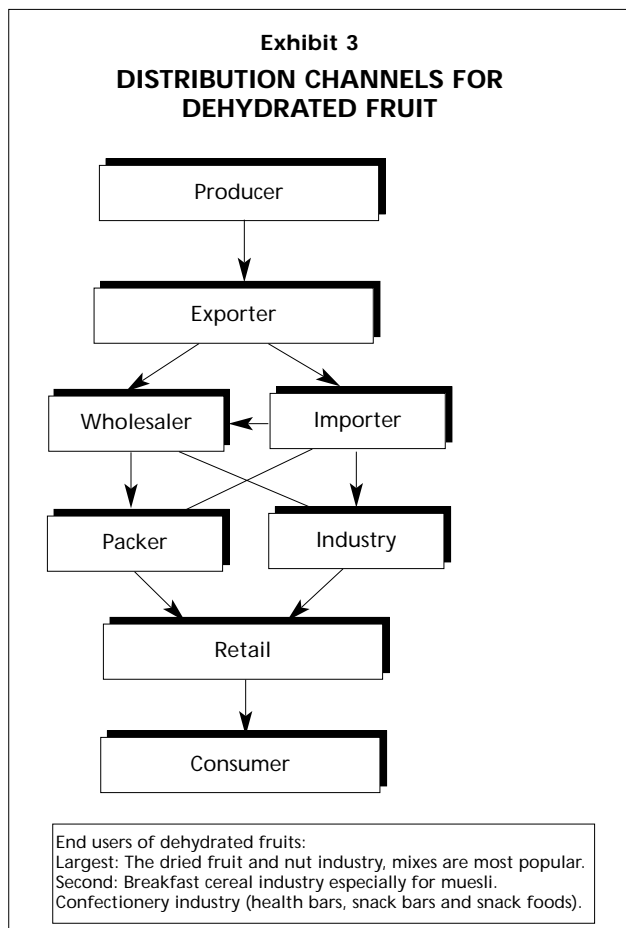 Exhibit 3
DISTRIBUTION CHANNELS FOR
DEHYDRATED FRUIT
Producer
Exporter
Wholesaler
Importer
Packer
Industry
Retail
Consumer
End users of dehydrated fruits:
Largest: The dried fruit and nut industry, mixes are most popular.
Second: Breakfast cereal industry especially for muesli.
Confectionery industry (health bars, snack bars and snack foods).